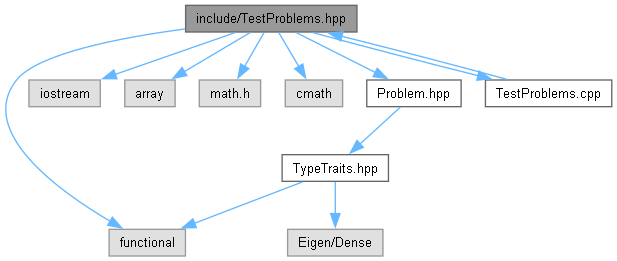 include/TestProblems.hpp
iostream
array
math.h
cmath
Problem.hpp
TestProblems.cpp
TypeTraits.hpp
functional
Eigen/Dense